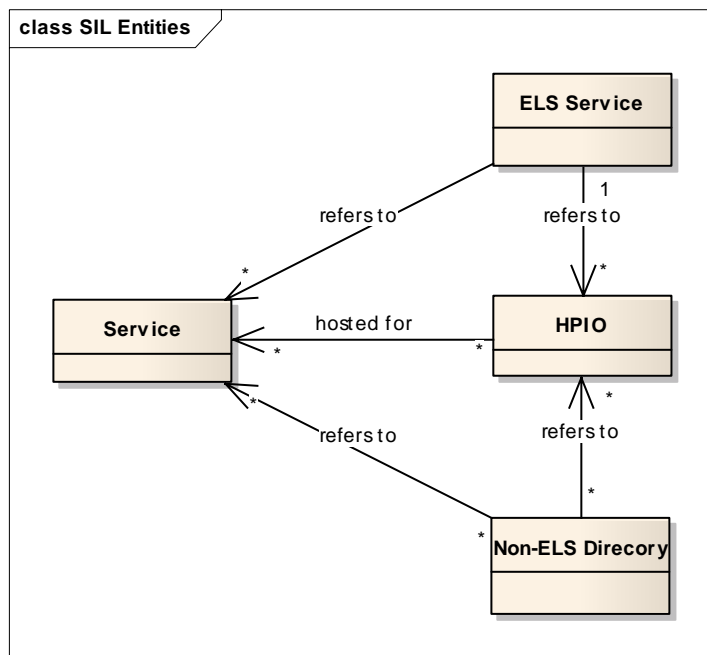 class SIL Entities
ELS Service
1
refers to
refers to
*
*
Service
hosted for
HPIO
*
*
*
*
refers to
refers to
*
*
Non-ELS Direcory